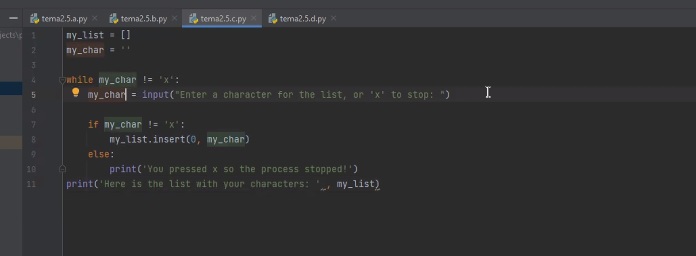 tema2.5.a.py tema2.5.b.py tema2.5.c.py tema2.5.d.py
1 my_list = []
2 my_char = ''
3
4 while my_char != 'x':
5 my_char = input("Enter a character for the list, or 'x' to stop: ")
6
7 if my_char != 'x':
8 my_list.insert(0, my_char)
9 else:
10 print('You pressed x so the process stopped!')
11 print('Here is the list with your characters: ' , my_list)